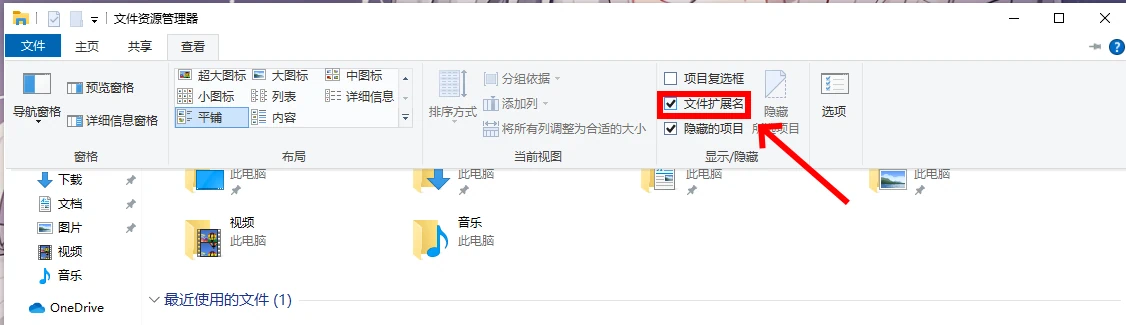 文件资源管理器
文件 主页 共享 查看
导航窗格
预览窗格
详细信息窗格
窗格
超大图标 大图标 中图标
小图标 列表 详细信息
平铺 内容
布局
排序方式
分组依据
添加列
将所有列调整为合适的大小
当前视图
项目复选框
文件扩展名
隐藏的项目
隐藏
所选项目
显示/隐藏
选项
下载
文档
图片
视频
音乐
OneDrive
此电脑 此电脑 此电脑 此电脑
视频
此电脑
音乐
此电脑
最近使用的文件 (1)